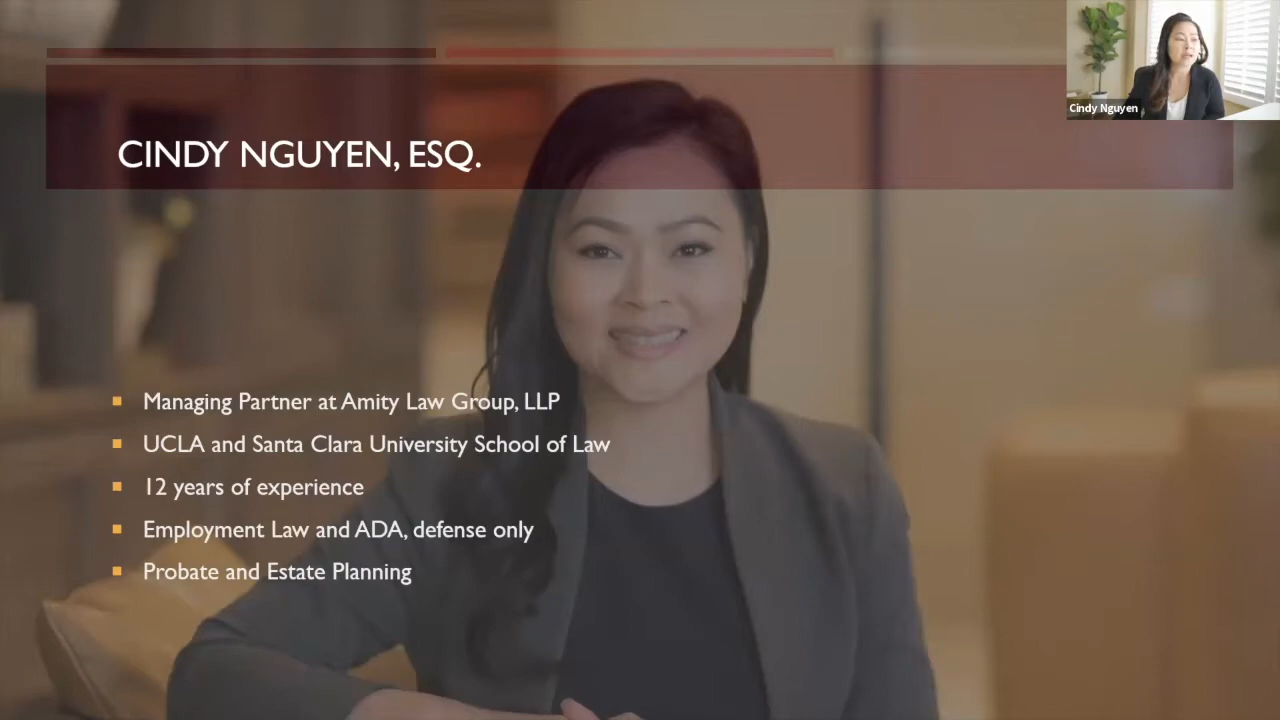 CINDY NGUYEN, ESQ.
Cindy Nguyen
Managing Partner at Amity Law Group, LLP
UCLA and Santa Clara University School of Law
12 years of experience
Employment Law and ADA, defense only
Probate and Estate Planning